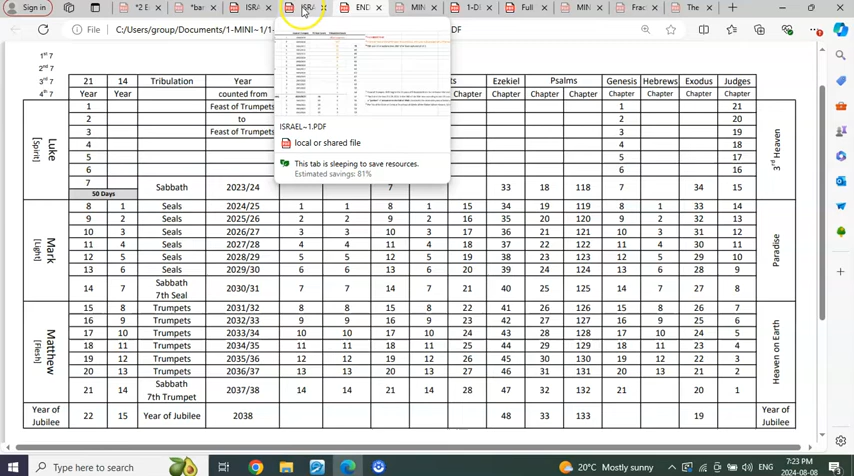 Sign in
*2 E
*bar
ISRA
ISRA
END
MIN
1-DI
Full
MIN
Frac
The
File
C:/Users/group/Documents/1-MINI~1/1-
DF
1st 7
2nd 7
3rd 7
4th 7
21 14 Tribulation Year ts Ezekiel Psalms Genesis Hebrews Exodus Judges
Year Year counted from Chapter Chapter Chapter Chapter Chapter Chapter Chapter
ISRAEL~1.PDF
local or shared file
This tab is sleeping to save resources.
Estimated savings: 81%
Luke
[Spirit]
3rd Heaven
1 Feast of Trumpets 1 21
2 to 2 20
3 Feast of Trumpets 3 19
4 4 18
5 5 17
6 6 16
7 Sabbath 2023/24 7 33 18 118 7 34 15
50 Days
Mark
[Light]
Paradise
8 1 Seals 2024/25 1 1 8 1 15 34 19 119 8 1 33 14
9 2 Seals 2025/26 2 2 9 2 16 35 20 120 9 2 32 13
10 3 Seals 2026/27 3 3 10 3 17 36 21 121 10 3 31 12
11 4 Seals 2027/28 4 4 11 4 18 37 22 122 11 4 30 11
12 5 Seals 2028/29 5 5 12 5 19 38 23 123 12 5 29 10
13 6 Seals 2029/30 6 6 13 6 20 39 24 124 13 6 28 9
14 7 Sabbath 7th Seal 2030/31 7 7 14 7 21 40 25 125 14 7 27 8
Matthew
[Flesh]
Heaven on Earth
15 8 Trumpets 2031/32 8 8 15 8 22 41 26 126 15 8 26 7
16 9 Trumpets 2032/33 9 9 16 9 23 42 27 127 16 9 25 6
17 10 Trumpets 2033/34 10 10 17 10 24 43 28 128 17 10 24 5
18 11 Trumpets 2034/35 11 11 18 11 25 44 29 129 18 11 23 4
19 12 Trumpets 2035/36 12 12 19 12 26 45 30 130 19 12 22 3
20 13 Trumpets 2036/37 13 13 20 13 27 46 31 131 20 13 21 2
21 14 Sabbath 7th Trumpet 2037/38 14 14 21 14 28 47 32 132 21 20 1
Year of Jubilee 22 15 Year of Jubilee 2038 48 33 133 19 Year of Jubilee
Type here to search
20°C Mostly sunny
ENG
7:23 PM
2024-08-08